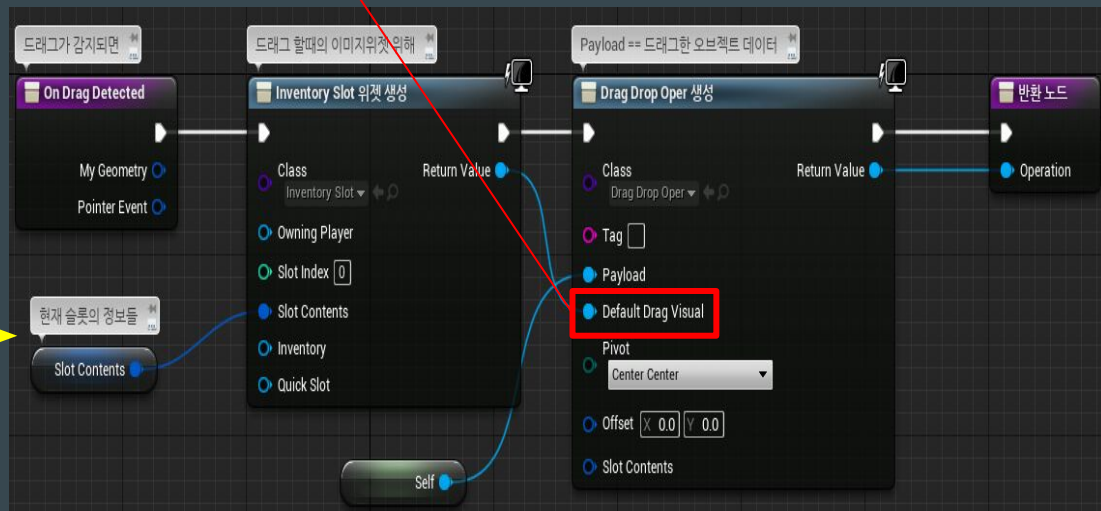 드래그가 감지되면
On Drag Detected
My Geometry
Pointer Event
현재 슬롯의 정보들
Slot Contents
드래그 할때의 이미지위젯 위해
Inventory Slot 위젯 생성
Class
Return Value
Inventory Slot
Owning Player
Slot Index 0
Slot Contents
Inventory
Quick Slot
Self
Payload == 드래그한 오브젝트 데이터
Drag Drop Oper 생성
Class
Return Value
Drag Drop Oper
Tag
Payload
Default Drag Visual
Pivot
Center Center
Offset X 0.0 Y 0.0
Slot Contents
반환 노드
Operation